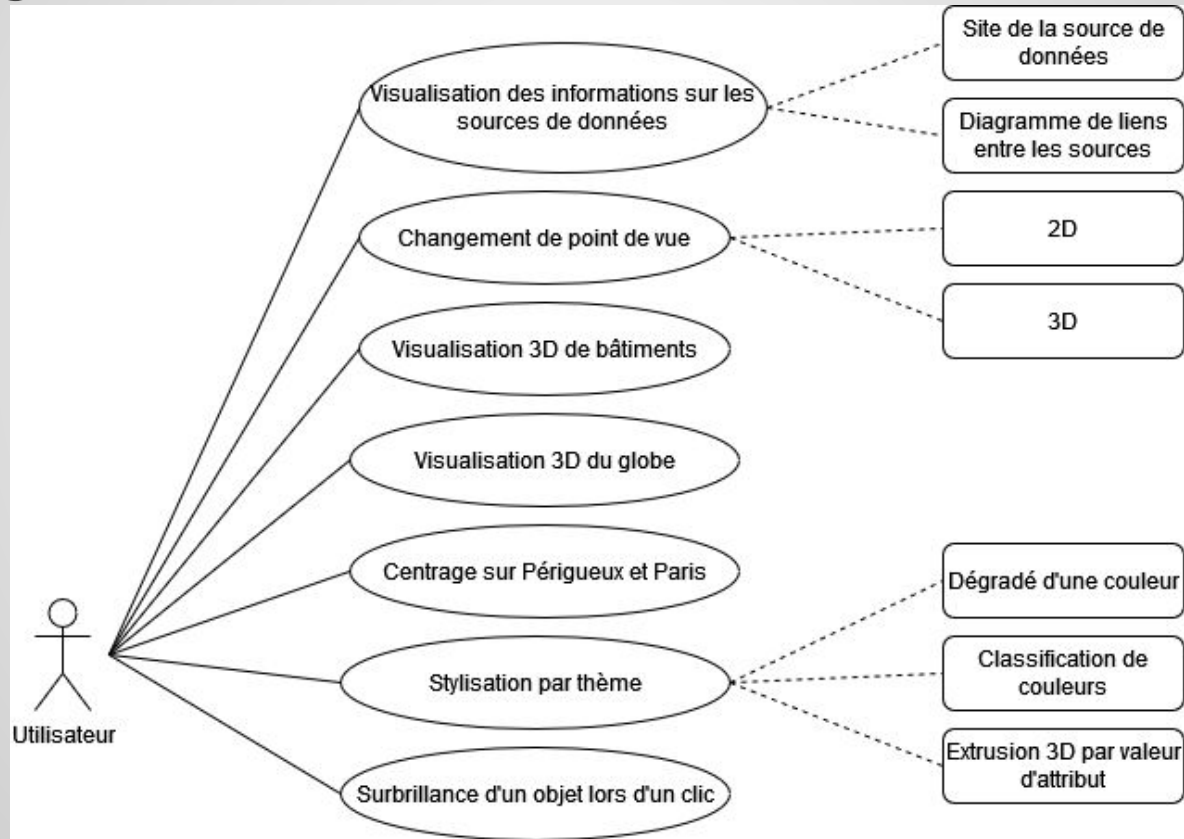 Site de la source de
données
Visualisation des informations sur les
sources de données
Diagramme de liens
entre les sources
Changement de point de vue
2D
3D
Visualisation 3D de bâtiments
Visualisation 3D du globe
Centrage sur Périgueux et Paris
Dégradé d'une couleur
Stylisation par thème
Classification de
couleurs
Extrusion 3D par valeur
d'attribut
Utilisateur
Surbrillance d'un objet lors d'un clic